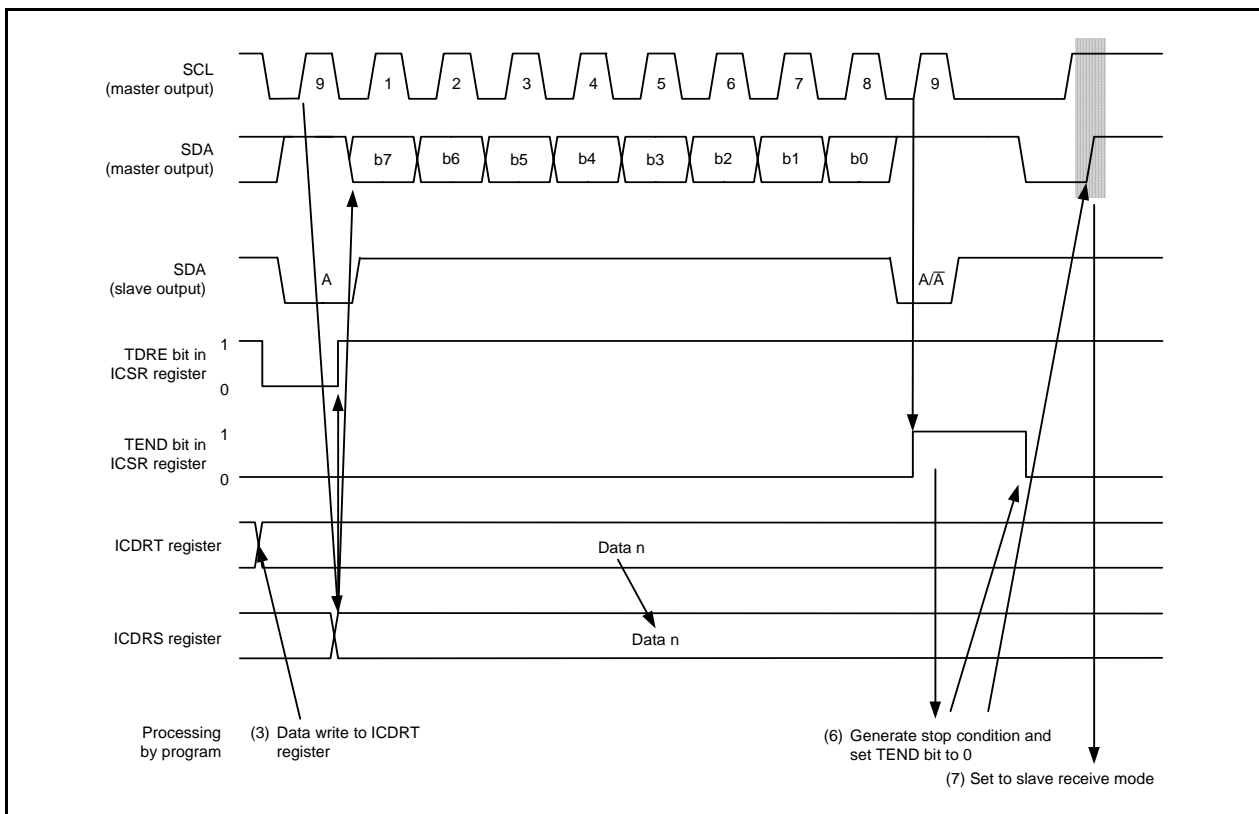 SCL
(master output)
9 1 2 3 4 5 6 7 8 9
SDA
(master output)
b7 b6 b5 b4 b3 b2 b1 b0
SDA
(slave output)
A A/A̅
TDRE bit in
ICSR register
1
0
TEND bit in
ICSR register
1
0
ICDRT register
Data n
ICDRS register
Data n
Processing
by program
(3) Data write to ICDRT
register
(6) Generate stop condition and
set TEND bit to 0
(7) Set to slave receive mode